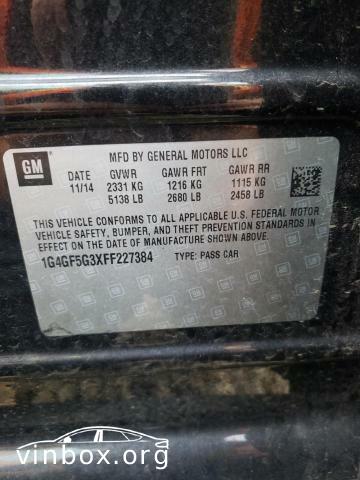 GM
MFD BY GENERAL MOTORS LLC
DATE GVWR GAWR FRT GAWR RR
11/14 2331 KG 1216 KG 1115 KG
5138 LB 2680 LB 2458 LB
THIS VEHICLE CONFORMS TO ALL APPLICABLE U.S. FEDERAL MOTOR
VEHICLE SAFETY, BUMPER, AND THEFT PREVENTION STANDARDS IN
EFFECT ON THE DATE OF MANUFACTURE SHOWN ABOVE.
1G4GF5G3XFF227384 TYPE: PASS CAR
vinbox.org